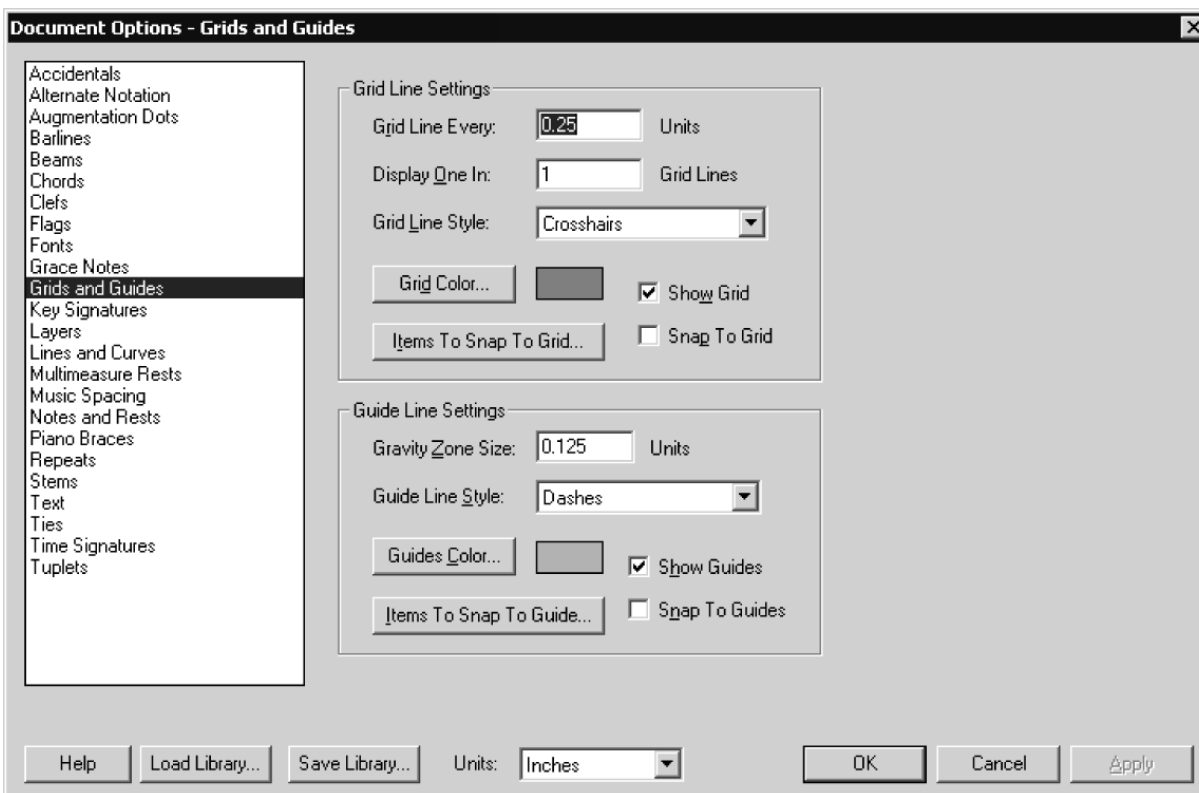 Document Options - Grids and Guides
Accidentals
Alternate Notation
Augmentation Dots
Barlines
Beams
Chords
Clefs
Flags
Fonts
Grace Notes
Grids and Guides
Key Signatures
Layers
Lines and Curves
Multimeasure Rests
Music Spacing
Notes and Rests
Piano Braces
Repeats
Stems
Text
Ties
Time Signatures
Tuplets
Grid Line Settings
Grid Line Every: 0.25 Units
Display One In: 1 Grid Lines
Grid Line Style: Crosshairs
Grid Color... Show Grid
Items To Snap To Grid... Snap To Grid
Guide Line Settings
Gravity Zone Size: 0.125 Units
Guide Line Style: Dashes
Guides Color... Show Guides
Items To Snap To Guide... Snap To Guides
Help Load Library... Save Library... Units: Inches OK Cancel Apply